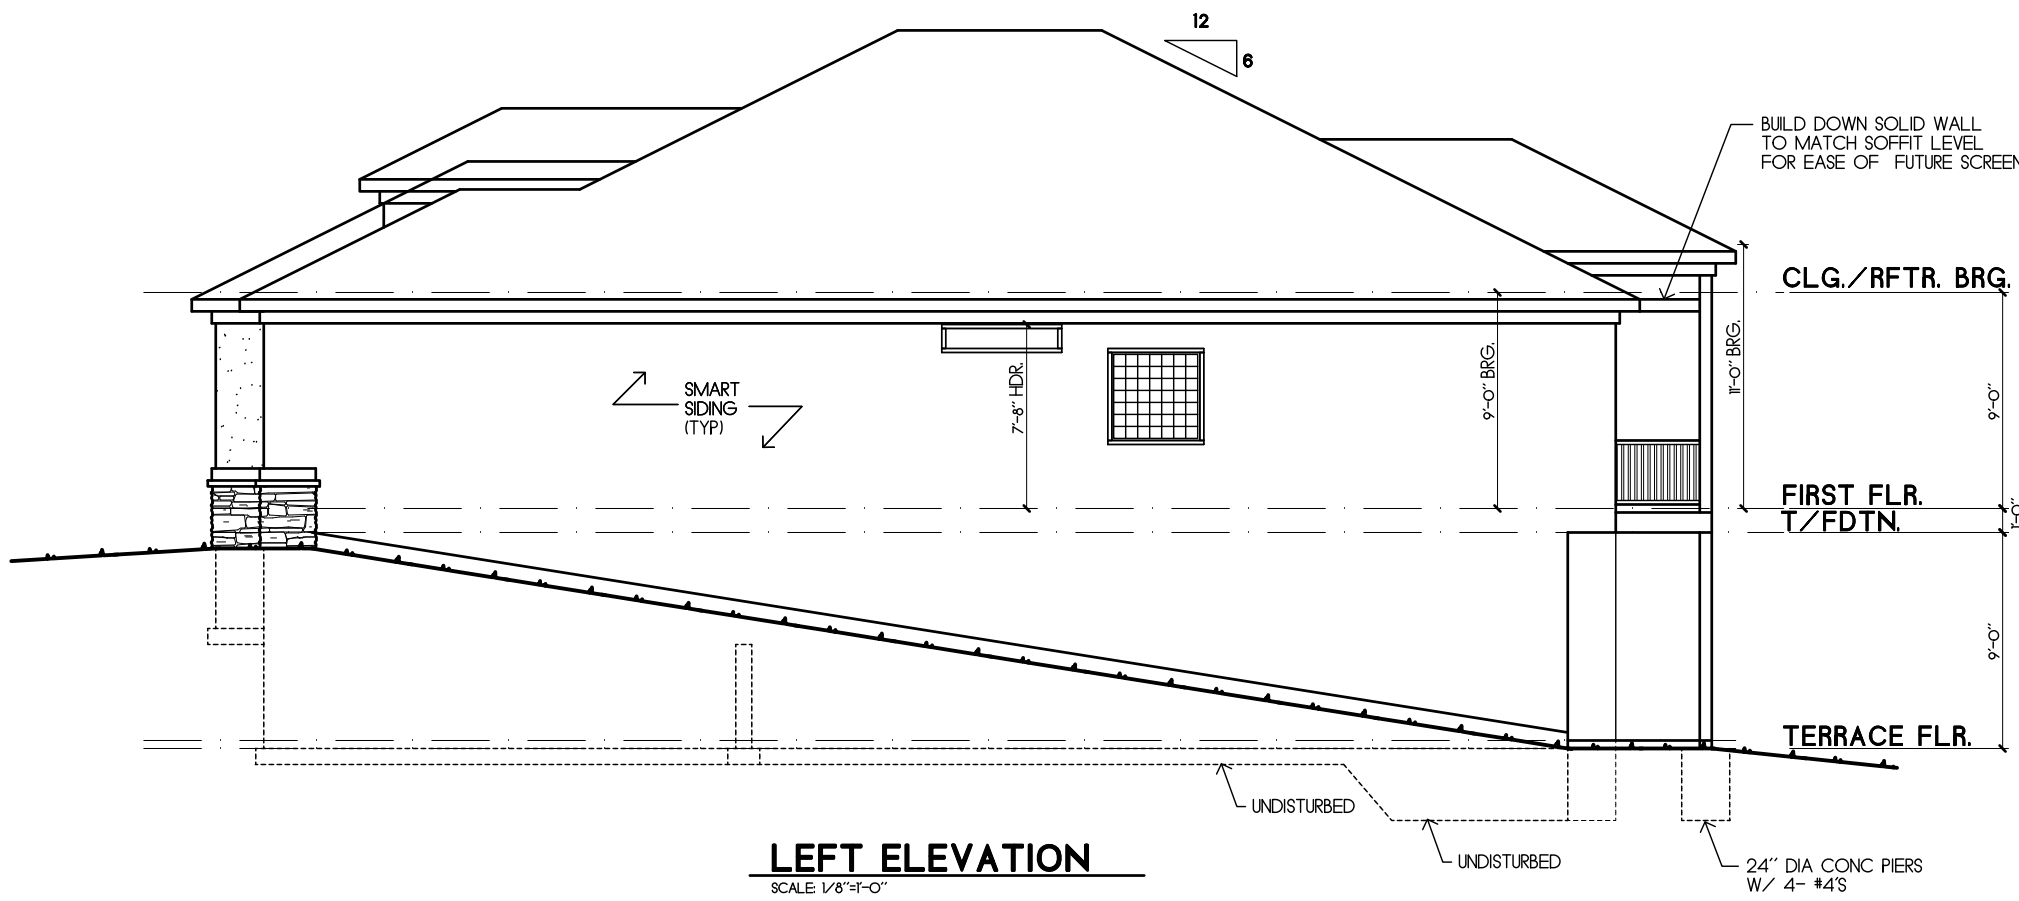 12
6
BUILD DOWN SOLID WALL
TO MATCH SOFFIT LEVEL
FOR EASE OF FUTURE SCREEN
CLG./RFTR. BRG.
SMART
SIDING
(TYP)
7'-8" HDR.
9'-0" BRG.
11'-0" BRG.
9'-0"
FIRST FLR.
T/FDTN.
1'-0"
9'-0"
TERRACE FLR.
UNDISTURBED
UNDISTURBED
24" DIA CONC PIERS
W/ 4- #4'S
LEFT ELEVATION
SCALE: 1/8"=1'-0"